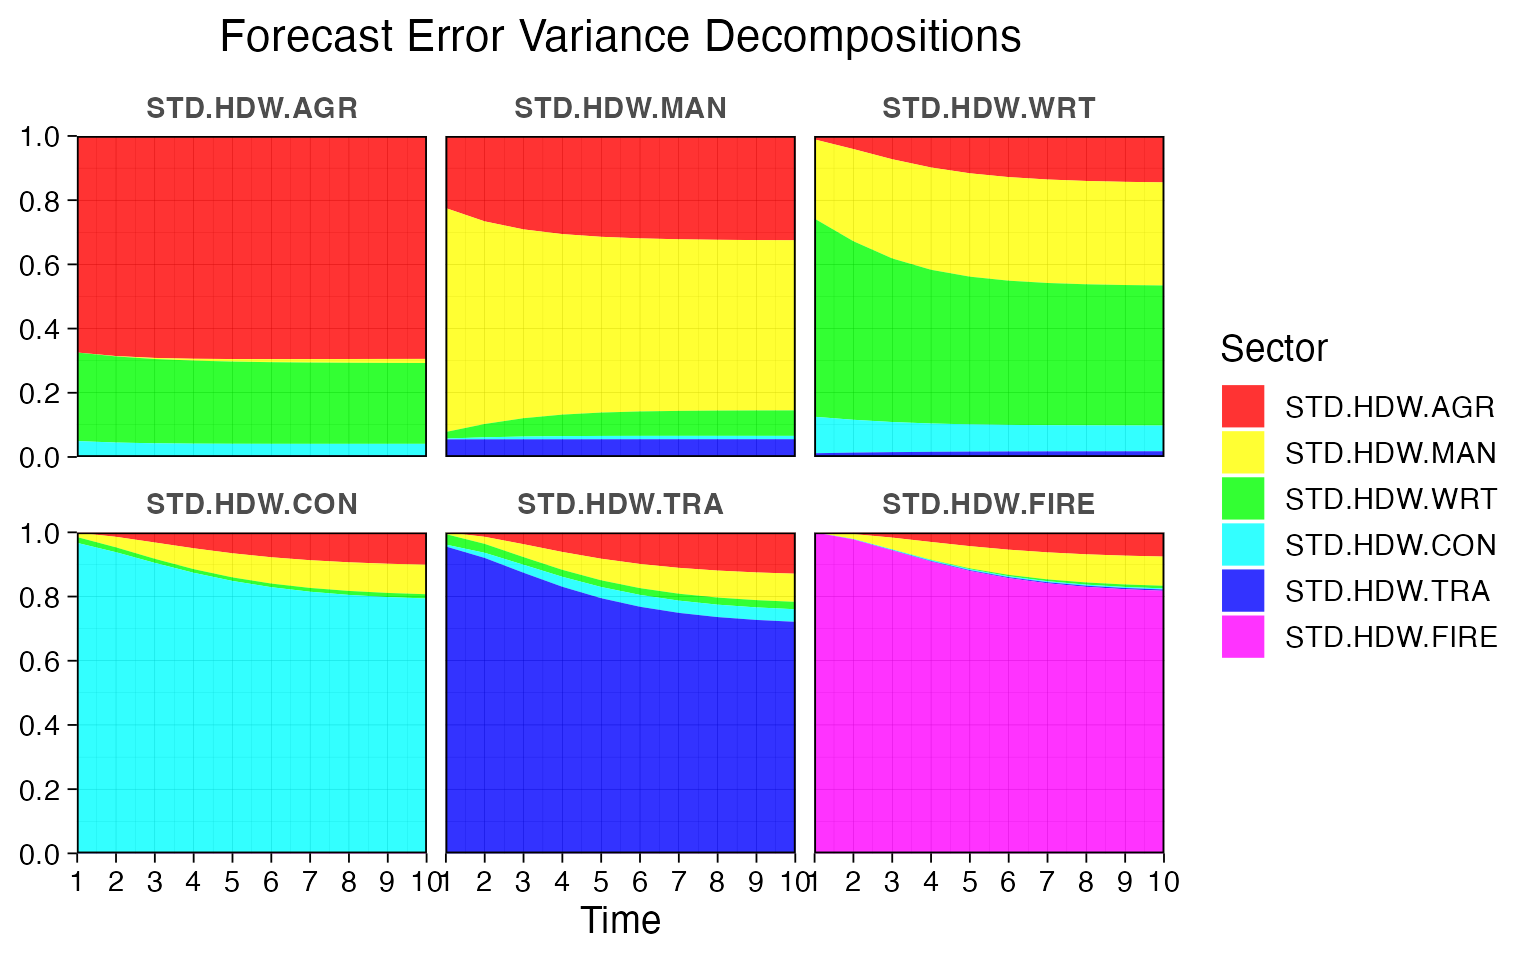 Forecast Error Variance Decompositions
STD.HDW.AGR STD.HDW.MAN STD.HDW.WRT
1.0
0.8
0.6
0.4
0.2
0.0
STD.HDW.CON STD.HDW.TRA STD.HDW.FIRE
1.0
0.8
0.6
0.4
0.2
0.0
1 2 3 4 5 6 7 8 9 10 1 2 3 4 5 6 7 8 9 10 1 2 3 4 5 6 7 8 9 10
Time
Sector
STD.HDW.AGR
STD.HDW.MAN
STD.HDW.WRT
STD.HDW.CON
STD.HDW.TRA
STD.HDW.FIRE